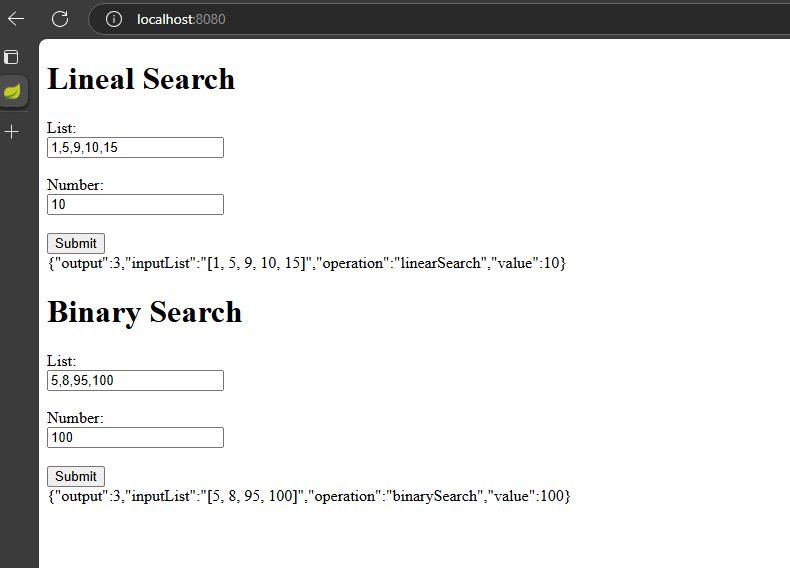 localhost:8080
Lineal Search
List:
1,5,9,10,15
Number:
10
Submit
{"output":3,"inputList":"[1, 5, 9, 10, 15]","operation":"linearSearch","value":10}
Binary Search
List:
5,8,95,100
Number:
100
Submit
{"output":3,"inputList":"[5, 8, 95, 100]","operation":"binarySearch","value":100}